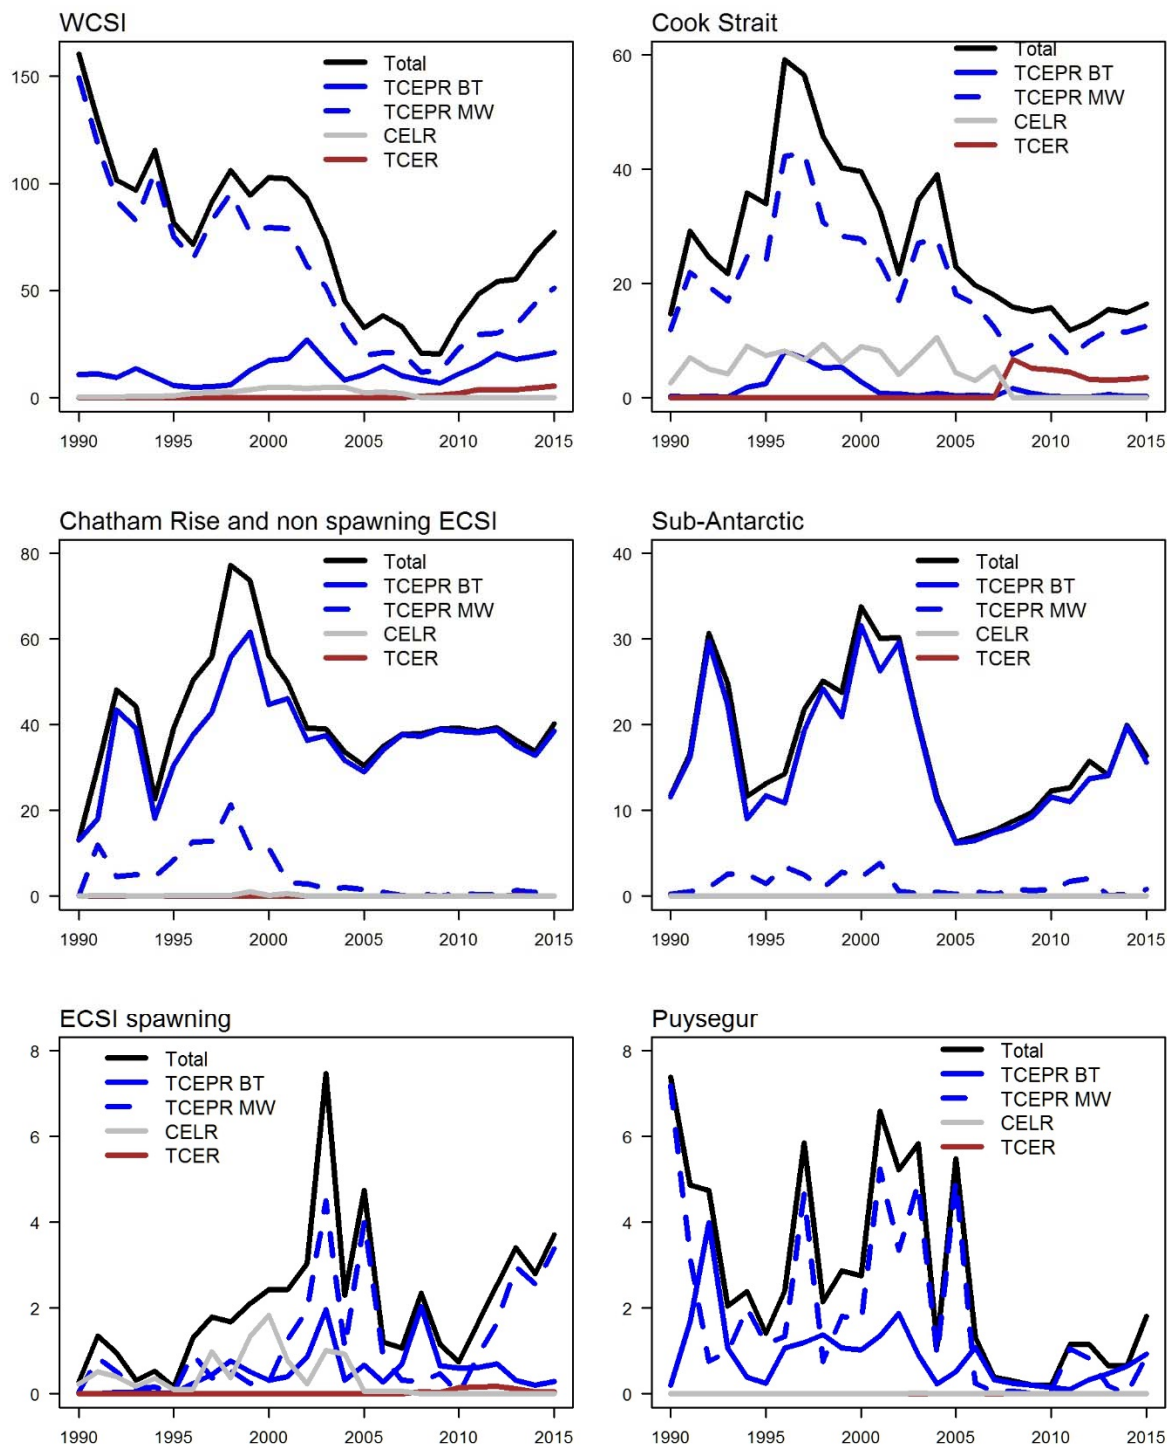 WCSI
Total
TCEPR BT
TCEPR MW
CELR
TCER
150
100
50
0
1990 1995 2000 2005 2010 2015
Cook Strait
Total
TCEPR BT
TCEPR MW
CELR
TCER
60
40
20
0
1990 1995 2000 2005 2010 2015
Chatham Rise and non spawning ECSI
Total
TCEPR BT
TCEPR MW
CELR
TCER
80
60
40
20
0
1990 1995 2000 2005 2010 2015
Sub-Antarctic
Total
TCEPR BT
TCEPR MW
CELR
TCER
40
30
20
10
0
1990 1995 2000 2005 2010 2015
ECSI spawning
Total
TCEPR BT
TCEPR MW
CELR
TCER
8
6
4
2
0
1990 1995 2000 2005 2010 2015
Puysegur
Total
TCEPR BT
TCEPR MW
CELR
TCER
8
6
4
2
0
1990 1995 2000 2005 2010 2015